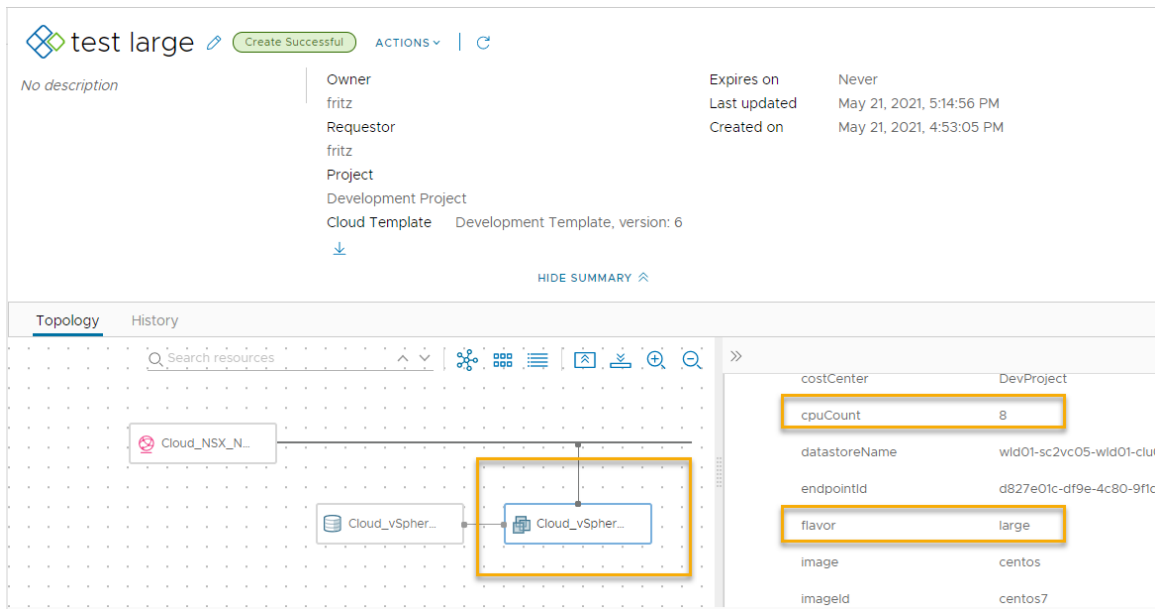 test large Create Successful ACTIONS
No description
Owner
fritz
Requestor
fritz
Project
Development Project
Cloud Template Development Template, version: 6
Expires on Never
Last updated May 21, 2021, 5:14:56 PM
Created on May 21, 2021, 4:53:05 PM
HIDE SUMMARY
Topology History
Search resources
Cloud_NSX_N...
Cloud_vSpher...
Cloud_vSpher...
costCenter DevProject
cpuCount 8
datastoreName wld01-sc2vc05-wld01-clu
endpointId d827e01c-df9e-4c80-9f1c
flavor large
image centos
imageId centos7